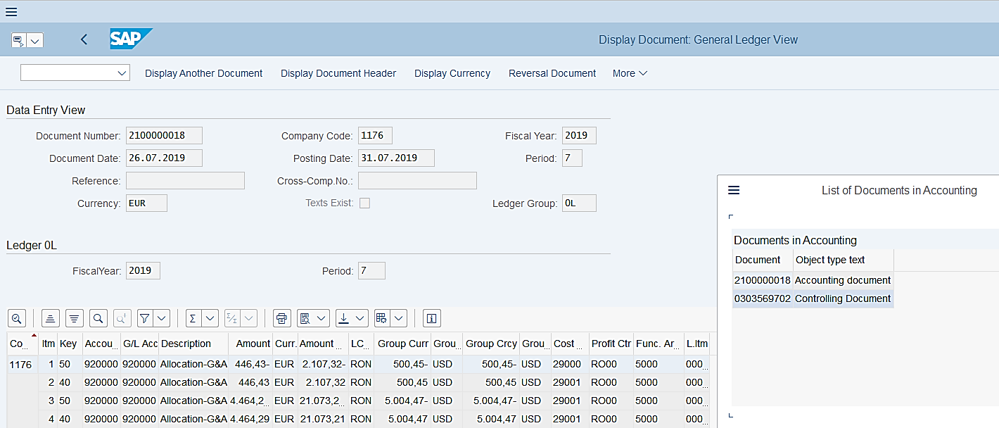 SAP
Display Document: General Ledger View
Display Another Document Display Document Header Display Currency Reversal Document More
Data Entry View
Document Number: 2100000018 Company Code: 1176 Fiscal Year: 2019
Document Date: 26.07.2019 Posting Date: 31.07.2019 Period: 7
Reference: Cross-Comp.No.:
Currency: EUR Texts Exist: Ledger Group: 0L
Ledger 0L
FiscalYear: 2019 Period: 7
Co... Itm Key Accou... G/L Acc Description Amount Curr. Amount ... LC... Group Curr Grou... Group Crcy Grou... Cost ... Profit Ctr Func. Ar... L.Itm
1176 1 50 920000 920000 Allocation-G&A 446,43- EUR 2.107,32- RON 500,45- USD 500,45- USD 29000 RO00 5000 000...
2 40 920000 920000 Allocation-G&A 446,43 EUR 2.107,32 RON 500,45 USD 500,45 USD 29001 RO00 5000 000...
3 50 920000 920000 Allocation-G&A 4.464,2... EUR 21.073,2... RON 5.004,47- USD 5.004,47- USD 29001 RO00 5000 000...
4 40 920000 920000 Allocation-G&A 4.464,29 EUR 21.073,21 RON 5.004,47 USD 5.004,47 USD 29001 RO00 5000 000...
List of Documents in Accounting
Documents in Accounting
Document Object type text
2100000018 Accounting document
0303569702 Controlling Document